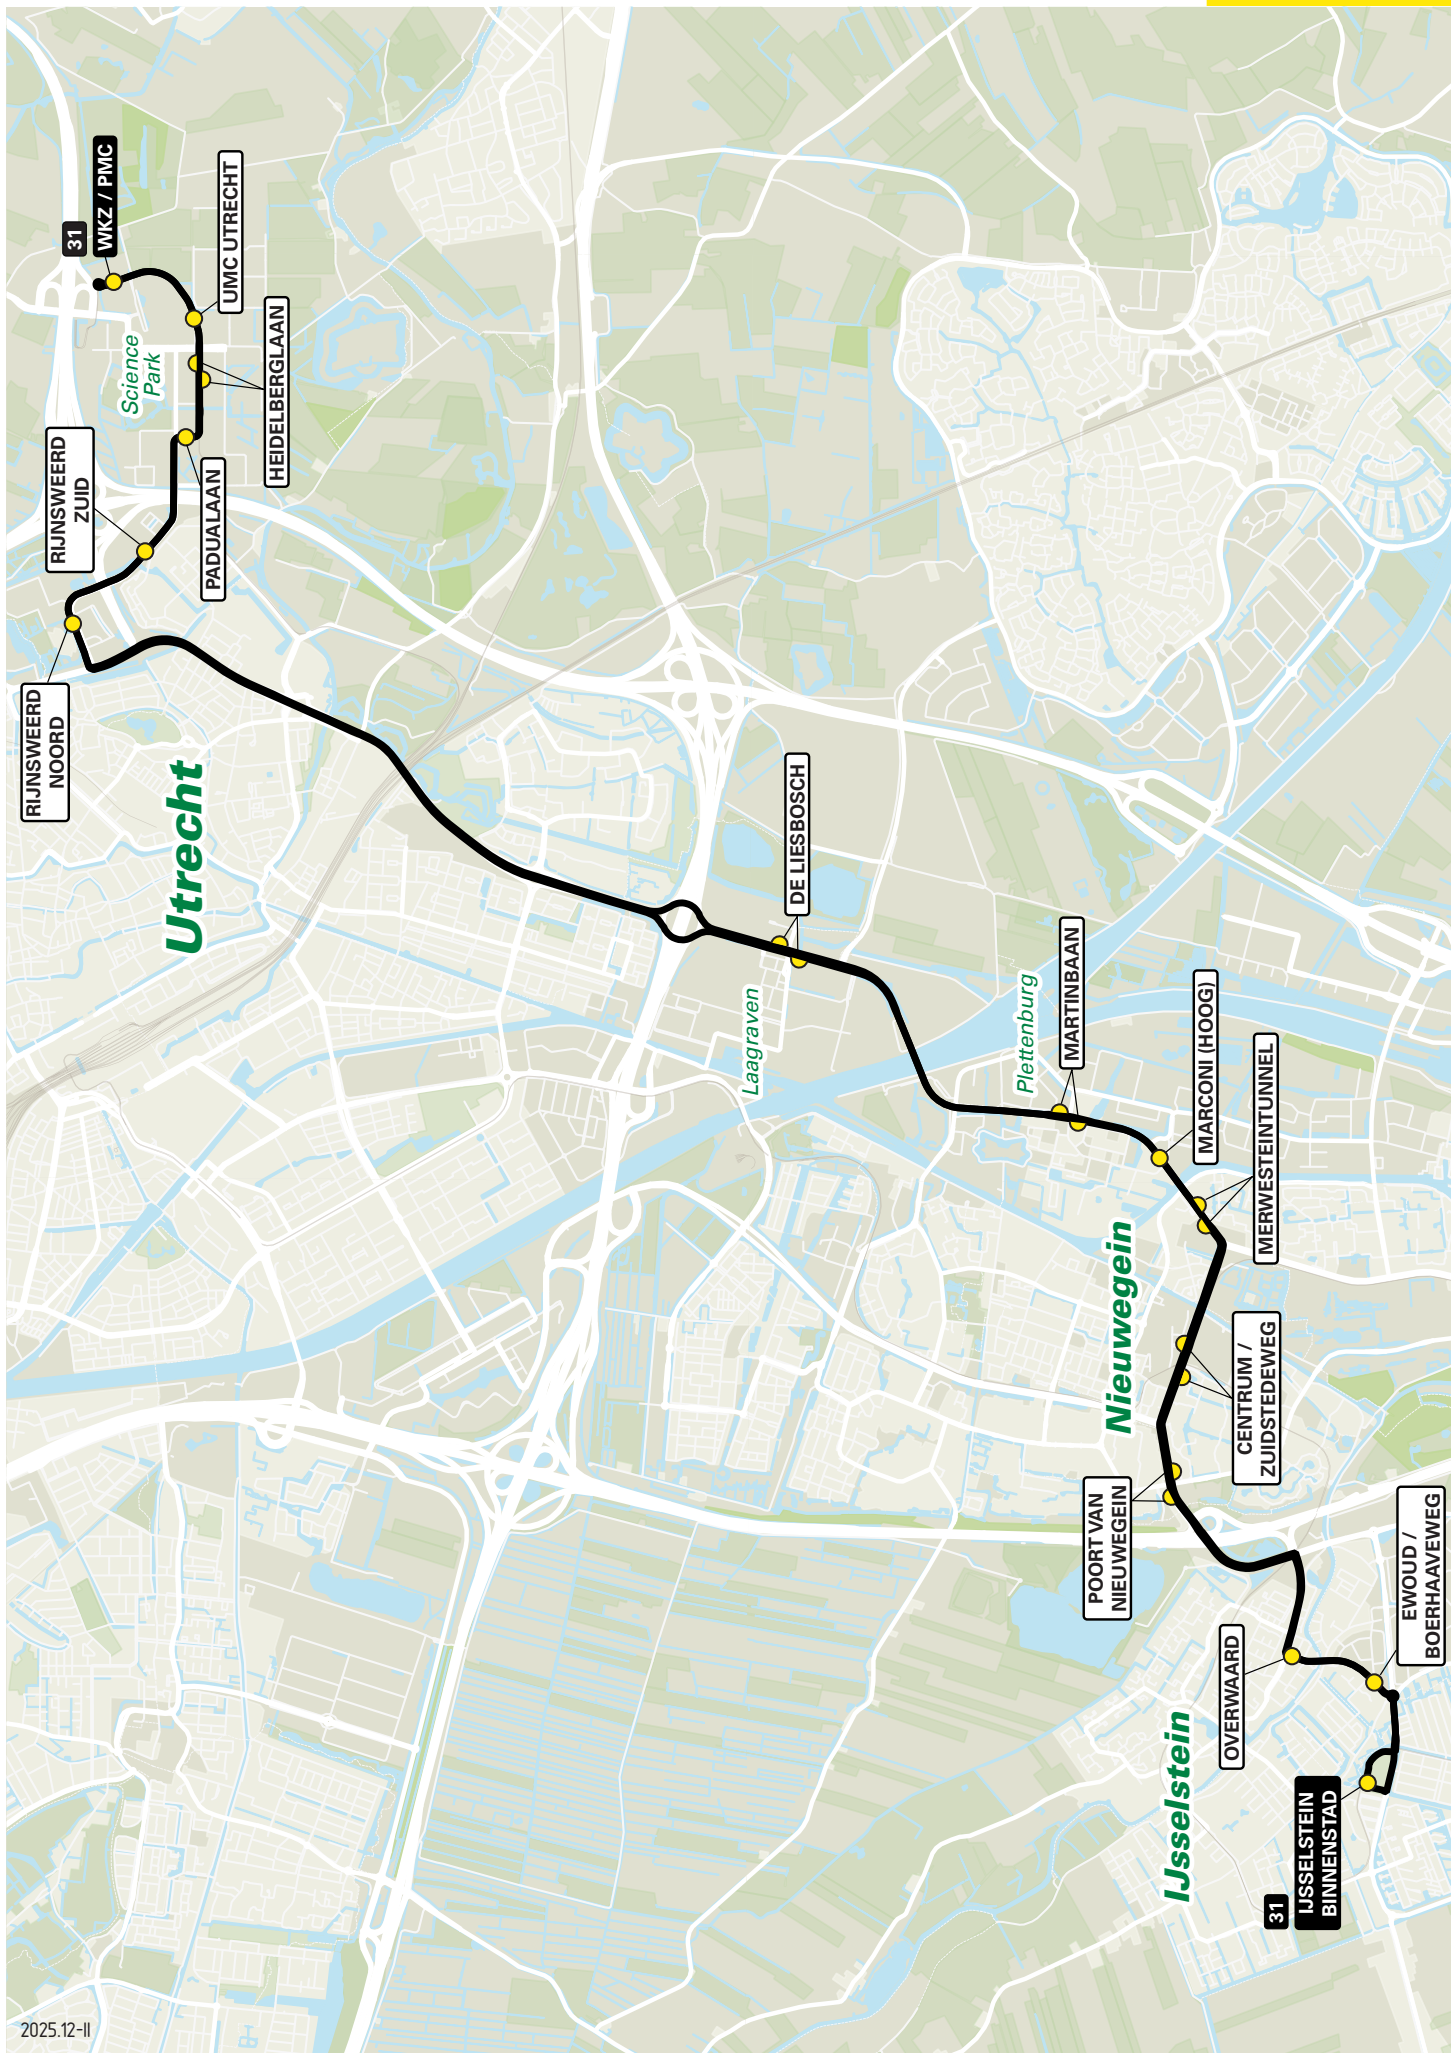 31
WKZ / PMC
UMC UTRECHT
Science
Park
HEIDELBERGLAAN
RIJNSWEERD
ZUID
PADUALAAN
RIJNSWEERD
NOORD
Utrecht
DE LIESBOSCH
Laagraven
Plettenburg
MARTINBAAN
MARCONI (HOOG)
MERWESTEINTUNNEL
Nieuwegein
CENTRUM /
ZUIDSTEDEWEG
POORT VAN
NIEUWEGEIN
OVERWAARD
EWOUD /
BOERHAAVEWEG
IJsselstein
31
IJSSELSTEIN
BINNENSTAD
2025.12-II